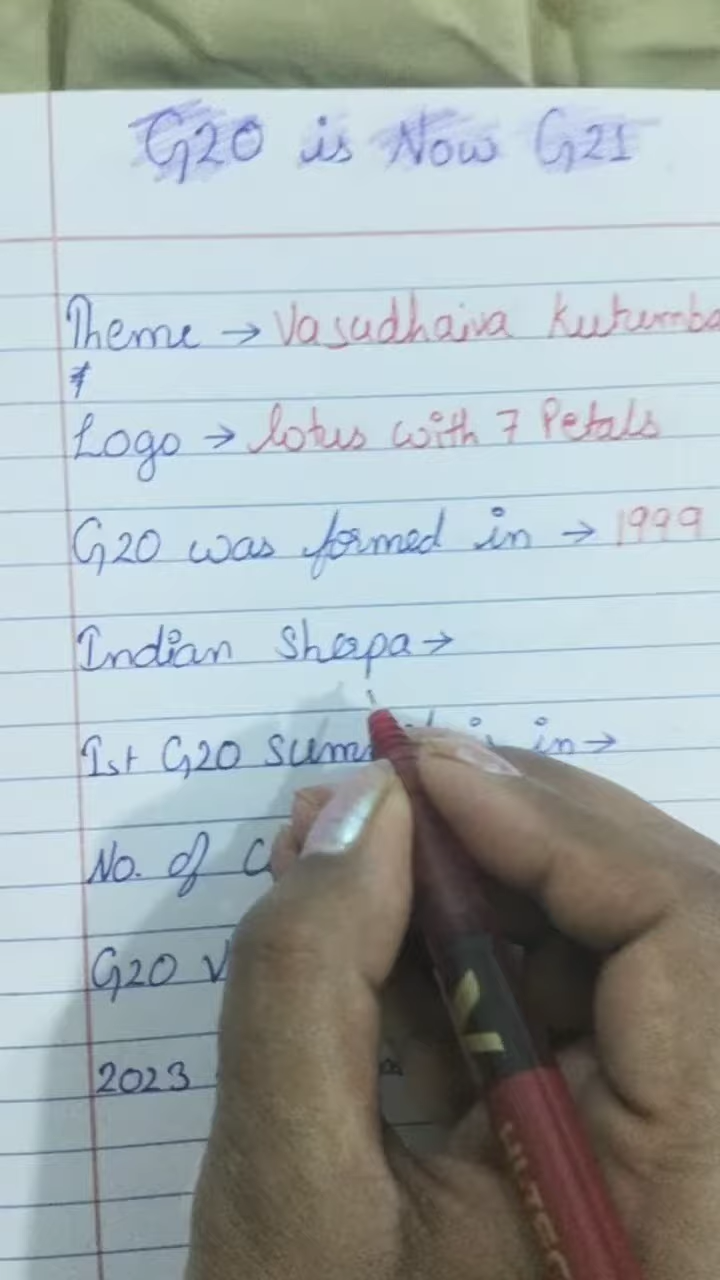 G20 is Now G21
Theme → Vasudhaiva Kutumba
Logo → lotus with 7 Petals
G20 was formed in → 1999
Indian Sherpa →
1st G20 in →
No. of
G20
2023